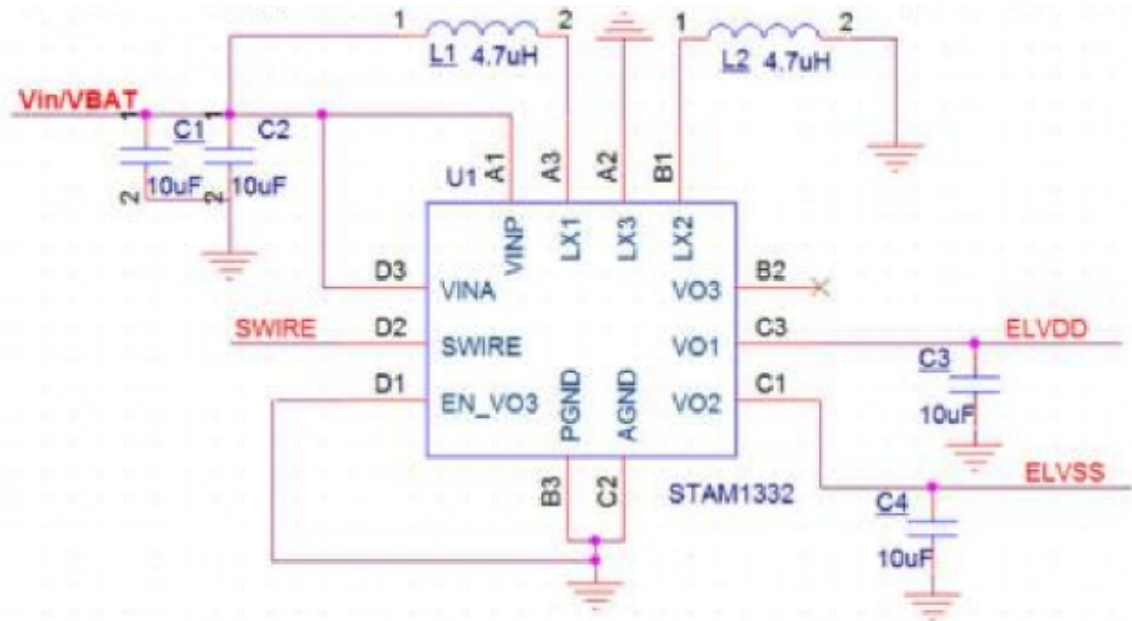 1
2
L1 4.7uH
1
2
L2 4.7uH
Vin/VBAT
1
C1
1
C2
10uF
10uF
2
2
U1
A1
A3
A2
B1
VINP
LX1
LX3
LX2
D3
VINA
VO3
B2
SWIRE
D2
SWIRE
VO1
C3
ELVDD
D1
EN_VO3
PGND
AGND
VO2
C1
C3
10uF
B3
C2
STAM1332
ELVSS
C4
10uF